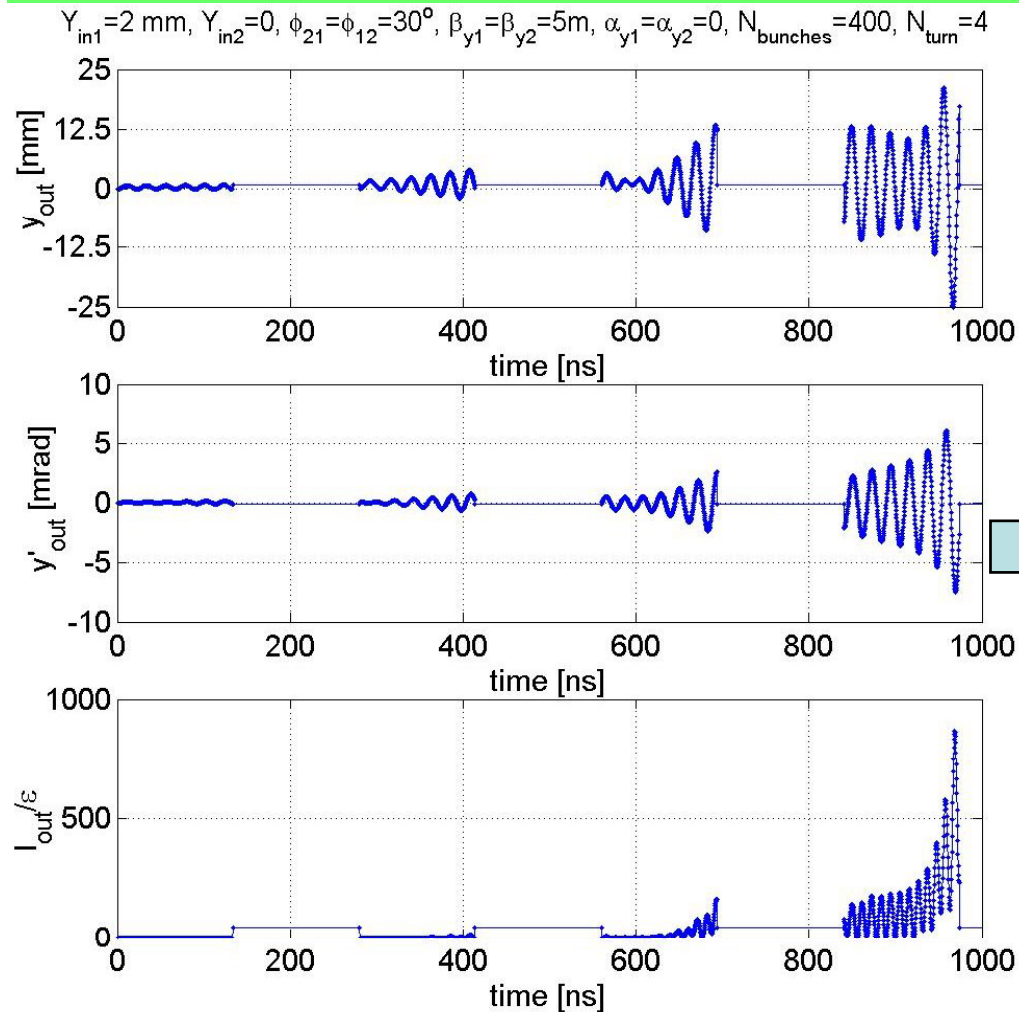 Y_in1=2 mm, Y_in2=0, ϕ_21=ϕ_12=30°, β_y1=β_y2=5m, α_y1=α_y2=0, N_bunches=400, N_turn=4
25
12.5
0
-12.5
-25
y_out [mm]
0 200 400 600 800 1000
time [ns]
10
5
0
-5
-10
y'_out [mrad]
0 200 400 600 800 1000
time [ns]
1000
500
0
I_out/ε
0 200 400 600 800 1000
time [ns]